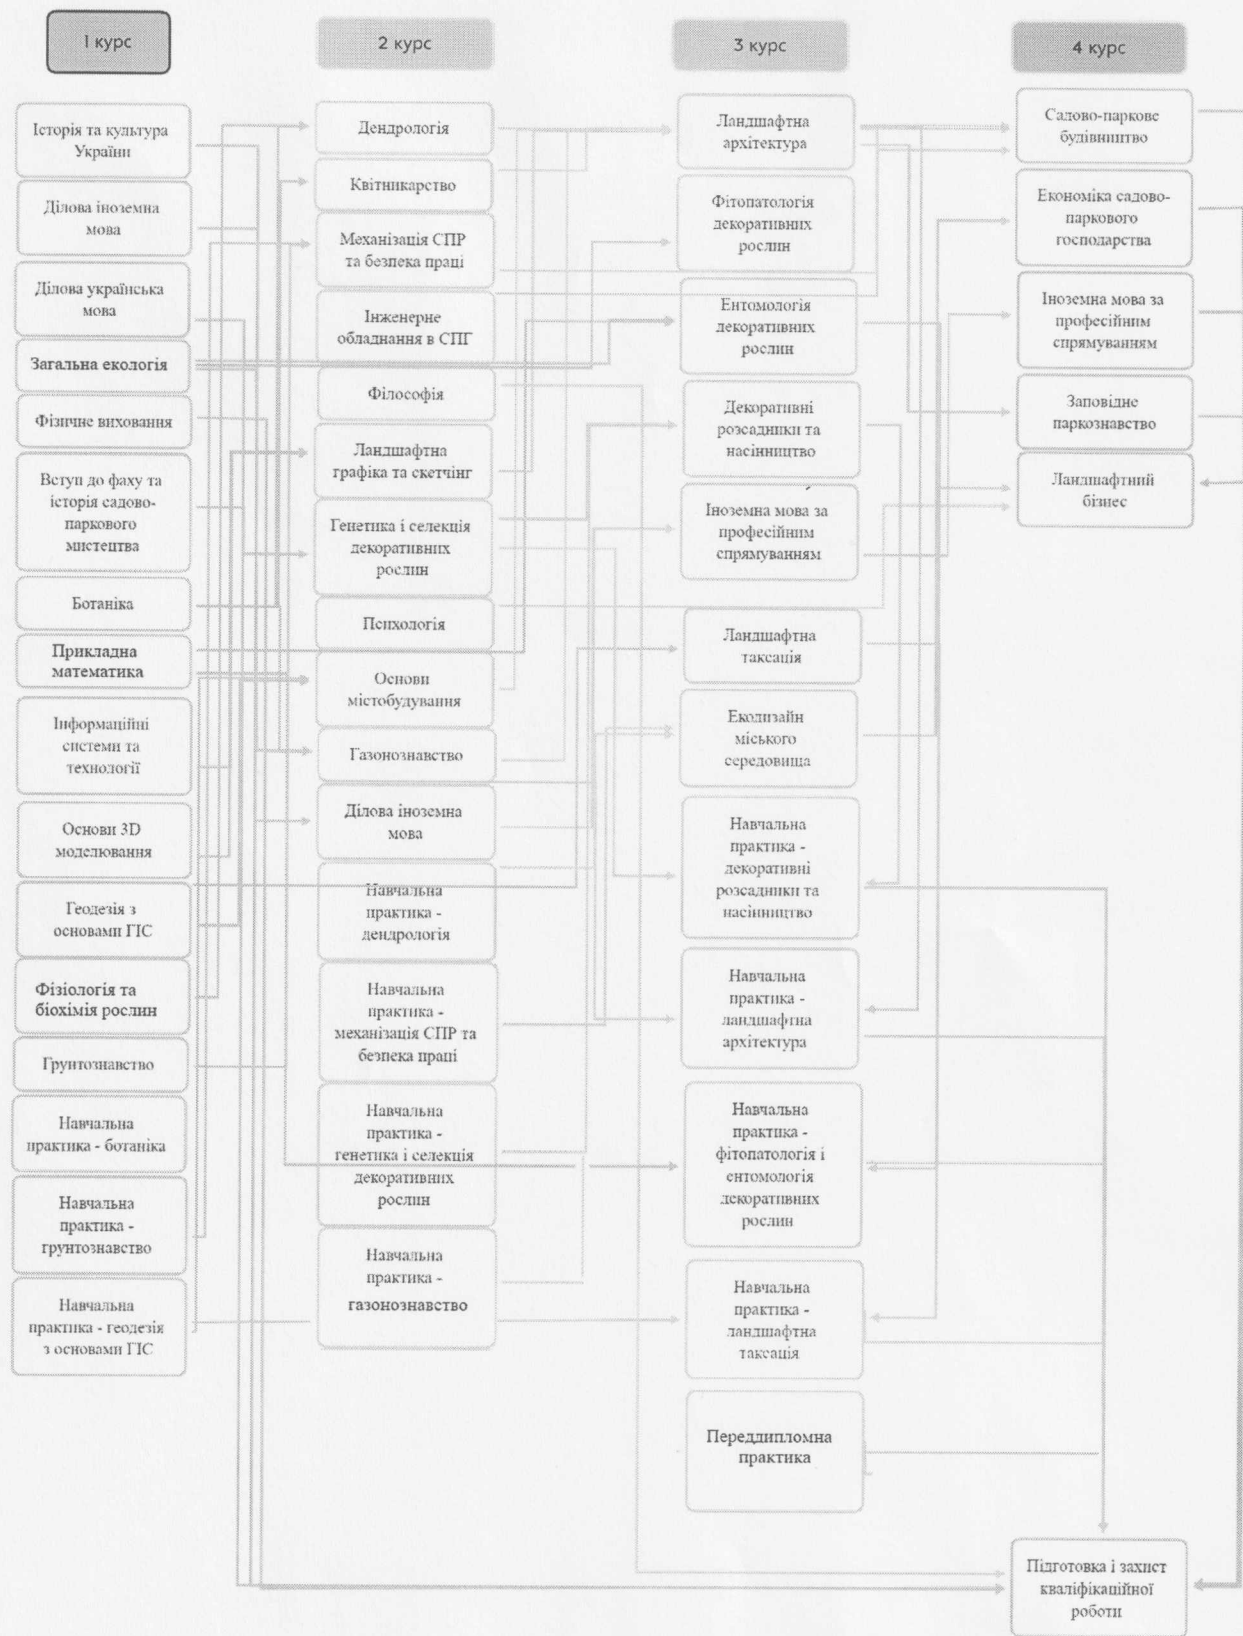 1 курс
2 курс
3 курс
4 курс
Історія та культура
України
Ділова іноземна
мова
Ділова українська
мова
Загальна екологія
Фізичне виховання
Вступ до фаху та
історія садово-
паркового
мистецтва
Ботаніка
Прикладна
математика
Інформаційні
системи та
технології
Основи 3D
моделювання
Геодезія з
основами ГІС
Фізіологія та
біохімія рослин
Грунтознавство
Навчальна
практика - ботаніка
Навчальна
практика -
грунтознавство
Навчальна
практика - геодезія
з основами ГІС
Дендрологія
Квітникарство
Механізація СПР
та безпека праці
Інженерне
обладнання в СПГ
Філософія
Ландшафтна
графіка та скетчінг
Генетика і селекція
декоративних
рослин
Психологія
Основи
містобудування
Газонознавство
Ділова іноземна
мова
Навчальна
практика -
дендрологія
Навчальна
практика -
механізація СПР та
безпека праці
Навчальна
практика -
генетика і селекція
декоративних
рослин
Навчальна
практика -
газонознавство
Ландшафтна
архітектура
Фітопатологія
декоративних
рослин
Ентомологія
декоративних
рослин
Декоративні
розсадники та
насінництво
Іноземна мова за
професійним
спрямуванням
Ландшафтна
таксація
Екодизайн
міського
середовища
Навчальна
практика -
декоративні
розсадники та
насінництво
Навчальна
практика -
ландшафтна
архітектура
Навчальна
практика -
фітопатологія і
ентомологія
декоративних
рослин
Навчальна
практика -
ландшафтна
таксація
Переддипломна
практика
Садово-паркове
будівництво
Економіка садово-
паркового
господарства
Іноземна мова за
професійним
спрямуванням
Заповідне
паркознавство
Ландшафтний
бізнес
Підготовка і захист
кваліфікаційної
роботи